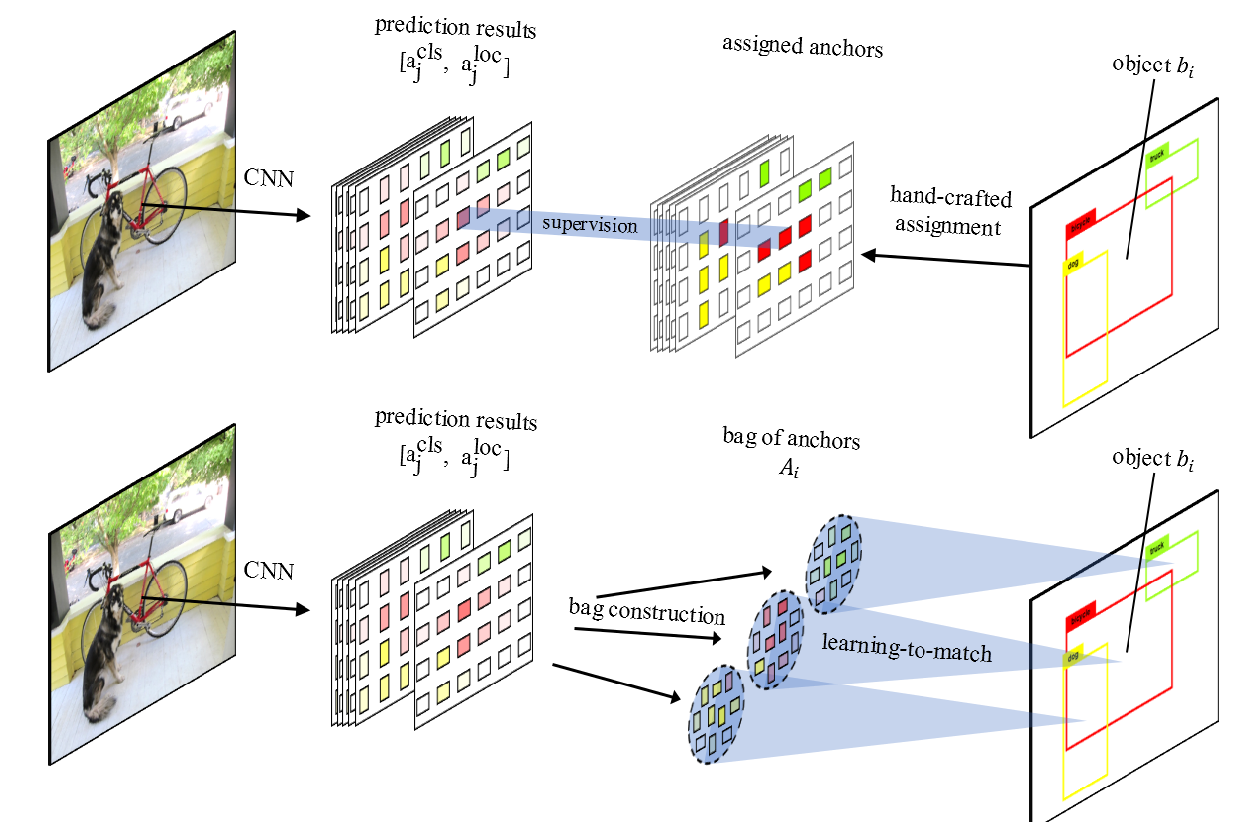 prediction results
[a_j^cls, a_j^loc]
assigned anchors
object b_i
CNN
supervision
hand-crafted
assignment
truck
bicycle
dog
prediction results
[a_j^cls, a_j^loc]
bag of anchors
A_i
object b_i
CNN
bag construction
learning-to-match
truck
bicycle
dog